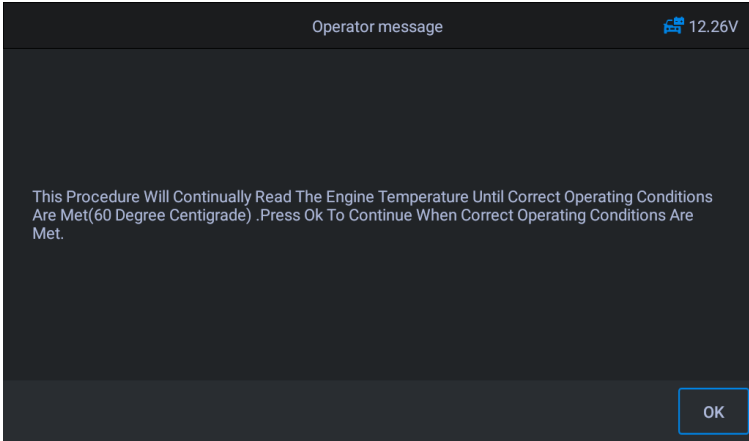 Operator message
12.26V
This Procedure Will Continually Read The Engine Temperature Until Correct Operating Conditions
Are Met(60 Degree Centigrade) .Press Ok To Continue When Correct Operating Conditions Are
Met.
OK